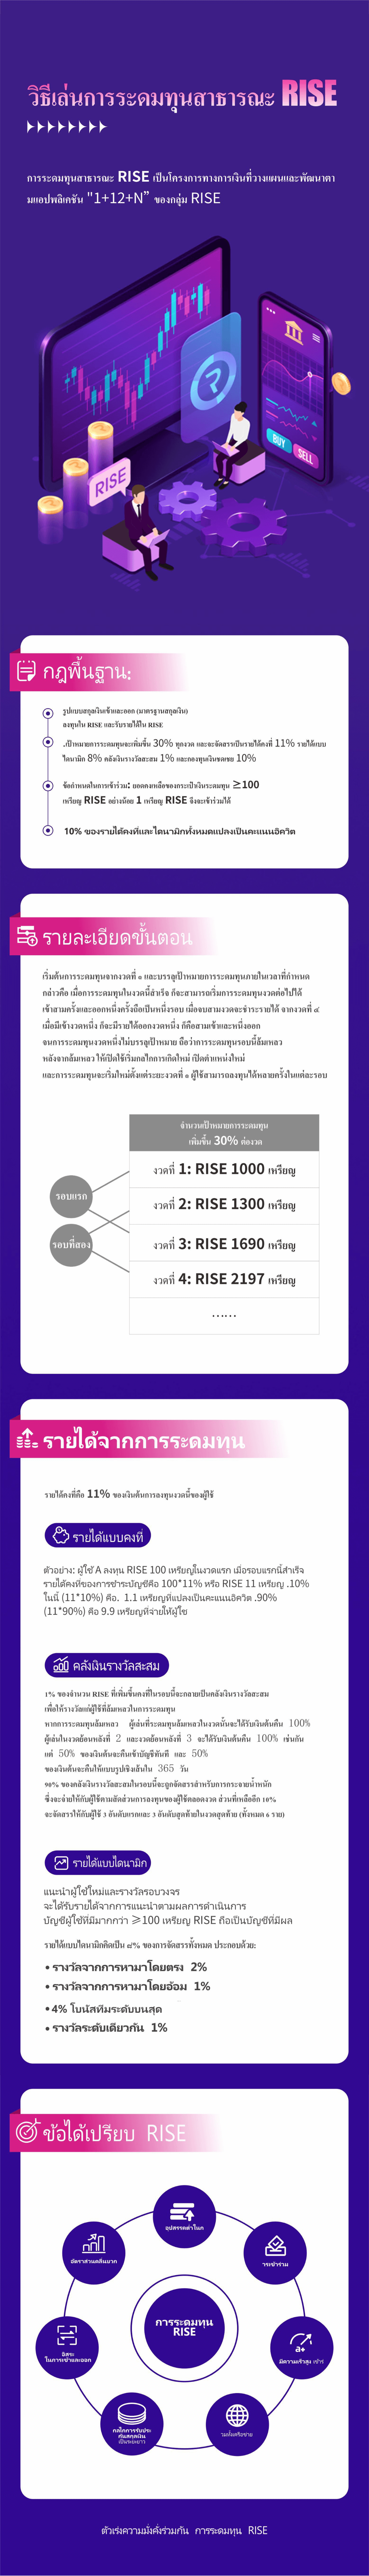 วิธีเล่นการระดมทุนสาธารณะ RISE
การระดมทุนสาธารณะ RISE เป็นโครงการทางการเงินที่วางแผนและพัฒนาตา
มแอปพลิเคชัน "1+12+N” ของกลุ่ม RISE
RISE
BUY
SELL
กฎพื้นฐาน:
รูปแบบสกุลเงินเข้าและออก (มาตรฐานสกุลเงิน)
ลงทุนใน RISE และรับรายได้ใน RISE
.เป้าหมายการระดมทุนจะเพิ่มขึ้น 30% ทุกงวด และจะจัดสรรเป็นรายได้คงที่ 11% รายได้แบบ
ไดนามิก 8% คลังเงินรางวัลสะสม 1% และกองทุนเงินชดเชย 10%
ข้อกำหนดในการเข้าร่วม: ยอดคงเหลือของกระเป๋าเงินระดมทุน ≥100
เหรียญ RISE อย่างน้อย 1 เหรียญ RISE จึงจะเข้าร่วมได้
10% ของรายได้คงที่และไดนามิกทั้งหมดแปลงเป็นคะแนนอิควิต
รายละเอียดขั้นตอน
เริ่มต้นการระดมทุนจากงวดที่ ๑ และบรรลุเป้าหมายการระดมทุนภายในเวลาที่กำหนด
กล่าวคือ เมื่อการระดมทุนในงวดนี้สำเร็จ ก็จะสามารถเริ่มการระดมทุนงวดต่อไปได้
เข้าสามครั้งและออกหนึ่งครั้งถือเป็นหนึ่งรอบ เมื่อจบสามงวดจะชำระรายได้ จากงวดที่ ๔
เมื่อมีเข้างวดหนึ่ง ก็จะมีรายได้ออกงวดหนึ่ง ก็คือสามเข้าและหนึ่งออก
จนการระดมทุนงวดหนึ่งไม่บรรลุเป้าหมาย ถือว่าการระดมทุนรอบนี้ล้มเหลว
หลังจากล้มเหลว ให้เปิดใช้เริ่มกลไกการเกิดใหม่ เปิดตำแหน่งใหม่
และการระดมทุนจะเริ่มใหม่ตั้งแต่ระยะงวดที่ ๑ ผู้ใช้สามารถลงทุนได้หลายครั้งในแต่ละรอบ
จำนวนเป้าหมายการระดมทุน
เพิ่มขึ้น 30% ต่องวด
งวดที่ 1: RISE 1000 เหรียญ
รอบแรก
งวดที่ 2: RISE 1300 เหรียญ
รอบที่สอง
งวดที่ 3: RISE 1690 เหรียญ
งวดที่ 4: RISE 2197 เหรียญ
......
รายได้จากการระดมทุน
รายได้คงที่คือ 11% ของเงินต้นการลงทุนงวดนี้ของผู้ใช้
รายได้แบบคงที่
ตัวอย่าง: ผู้ใช้ A ลงทุน RISE 100 เหรียญในงวดแรก เมื่อรอบแรกนี้สำเร็จ
รายได้คงที่ของการชำระบัญชีคือ 100*11% หรือ RISE 11 เหรียญ .10%
ในนี้ (11*10%) คือ. 1.1 เหรียญที่แปลงเป็นคะแนนอิควิต .90%
(11*90%) คือ 9.9 เหรียญที่จ่ายให้ผู้ใช
คลังเงินรางวัลสะสม
1% ของจำนวน RISE ที่เพิ่มขึ้นคงที่ในรอบนี้จะกลายเป็นคลังเงินรางวัลสะสม
เพื่อให้รางวัลแก่ผู้ใช้ที่ล้มเหลวในการระดมทุน
หากการระดมทุนล้มเหลว ผู้เล่นที่ระดมทุนล้มเหลวในงวดนั้นจะได้รับเงินต้นคืน 100%
ผู้เล่นในงวดย้อนหลังที่ 2 และงวดย้อนหลังที่ 3 จะได้รับเงินต้นคืน 100% เช่นกัน
แต่ 50% ของเงินต้นจะคืนเข้าบัญชีทันที และ 50%
ของเงินต้นจะคืนให้แบบรูปเชิงเส้นใน 365 วัน
90% ของคลังเงินรางวัลสะสมในรอบนี้จะถูกจัดสรรสำหรับการกระจายน้ำหนัก
ซึ่งจะจ่ายให้กับผู้ใช้ตามสัดส่วนการลงทุนของผู้ใช้ตลอดงวด ส่วนที่เหลืออีก 10%
จะจัดสรรให้กับผู้ใช้ 3 อันดับแรกและ 3 อันดับสุดท้ายในงวดสุดท้าย (ทั้งหมด 6 ราย)
รายได้แบบไดนามิก
แนะนำผู้ใช้ใหม่และรางวัลรอบวงจร
จะได้รับรายได้จากการแนะนำตามผลการดำเนินการ
บัญชีผู้ใช้ที่มีมากกว่า ≥100 เหรียญ RISE ถือเป็นบัญชีที่มีผล
รายได้แบบไดนามิกคิดเป็น ๘% ของการจัดสรรทั้งหมด ประกอบด้วย:
• รางวัลจากการหามาโดยตรง 2%
• รางวัลจากการหามาโดยอ้อม 1%
• 4% โบนัสทีมระดับบนสุด
• รางวัลระดับเดียวกัน 1%
ข้อได้เปรียบ RISE
อุปสรรคต่ำในก
อัตราส่วนคลื่นมาก
าระเข้าร่วม
การระดมทุน
RISE
อิสระ
ในการเข้าและออก
a+
มีความเร้าสูง เข้าร่
กลไกการรับประ
กันสกุลเงิน
เป็นระยะยาว
วมทั้งเครือข่าย
ตัวเร่งความมั่งคั่งร่วมกัน การระดมทุน RISE